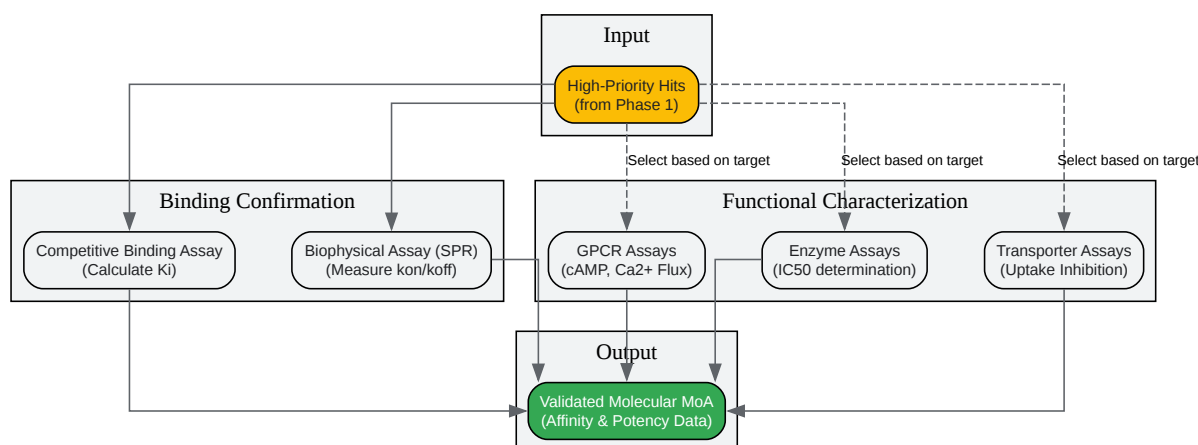 Input
High-Priority Hits
(from Phase 1)
Select based on target
Select based on target
Select based on target
Binding Confirmation
Functional Characterization
Competitive Binding Assay
(Calculate Ki)
Biophysical Assay (SPR)
(Measure kon/koff)
GPCR Assays
(cAMP, Ca2+ Flux)
Enzyme Assays
(IC50 determination)
Transporter Assays
(Uptake Inhibition)
Output
Validated Molecular MoA
(Affinity & Potency Data)